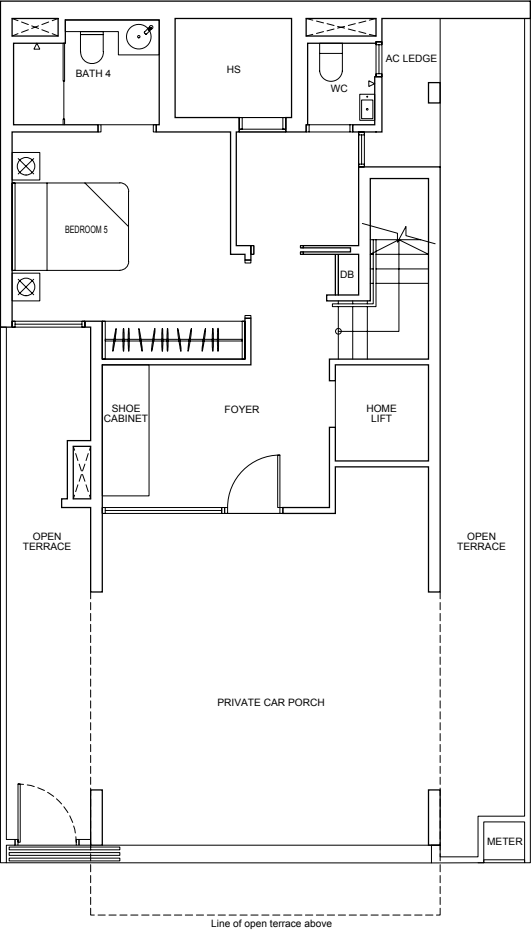 BATH 4
HS
WC
AC LEDGE
BEDROOM 5
DB
SHOE
CABINET
FOYER
HOME
LIFT
OPEN
TERRACE
OPEN
TERRACE
PRIVATE CAR PORCH
METER
Line of open terrace above